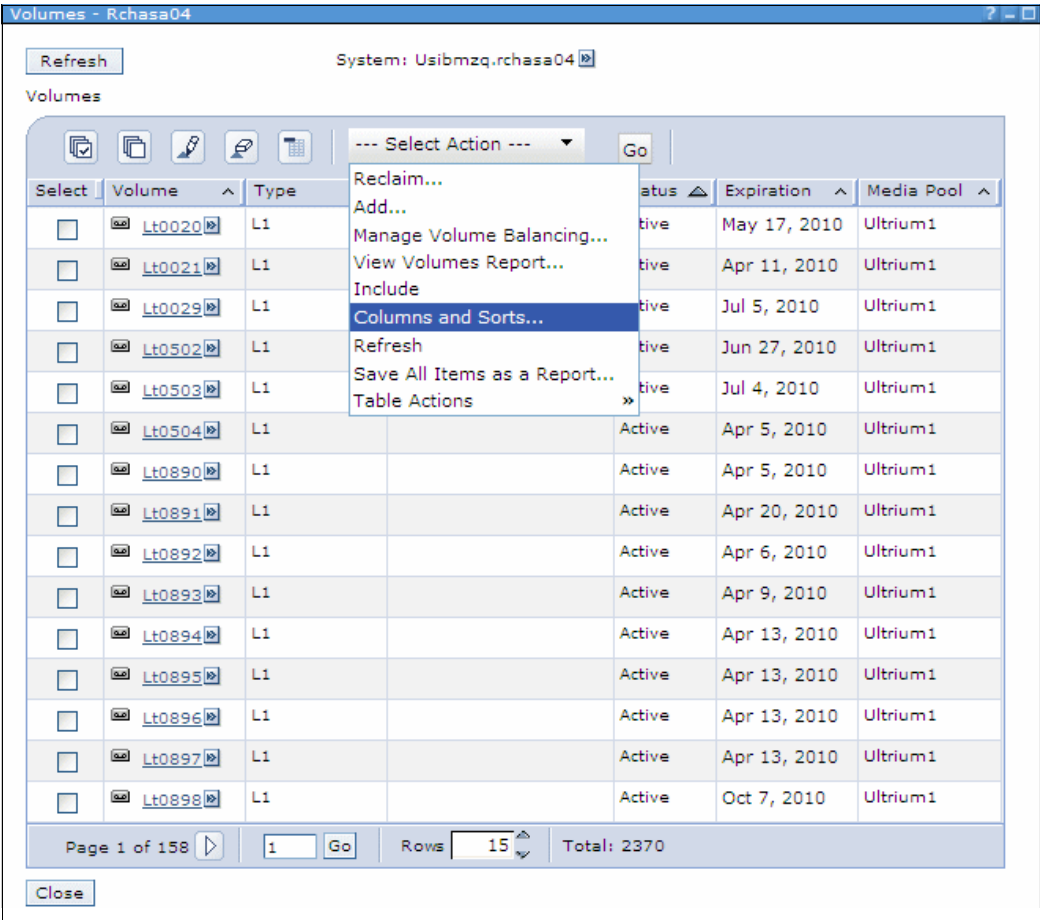 Volumes - Rchasa04 ? – □
Refresh System: Usibmzq.rchasa04
Volumes
--- Select Action --- Go
Select Volume Type atus Expiration Media Pool
Reclaim...
Add...
Manage Volume Balancing...
View Volumes Report...
Include
Columns and Sorts...
Refresh
Save All Items as a Report...
Table Actions »
Lt0020 L1 tive May 17, 2010 Ultrium1
Lt0021 L1 tive Apr 11, 2010 Ultrium1
Lt0029 L1 tive Jul 5, 2010 Ultrium1
Lt0502 L1 tive Jun 27, 2010 Ultrium1
Lt0503 L1 tive Jul 4, 2010 Ultrium1
Lt0504 L1 Active Apr 5, 2010 Ultrium1
Lt0890 L1 Active Apr 5, 2010 Ultrium1
Lt0891 L1 Active Apr 20, 2010 Ultrium1
Lt0892 L1 Active Apr 6, 2010 Ultrium1
Lt0893 L1 Active Apr 9, 2010 Ultrium1
Lt0894 L1 Active Apr 13, 2010 Ultrium1
Lt0895 L1 Active Apr 13, 2010 Ultrium1
Lt0896 L1 Active Apr 13, 2010 Ultrium1
Lt0897 L1 Active Apr 13, 2010 Ultrium1
Lt0898 L1 Active Oct 7, 2010 Ultrium1
Page 1 of 158 1 Go Rows 15 Total: 2370
Close